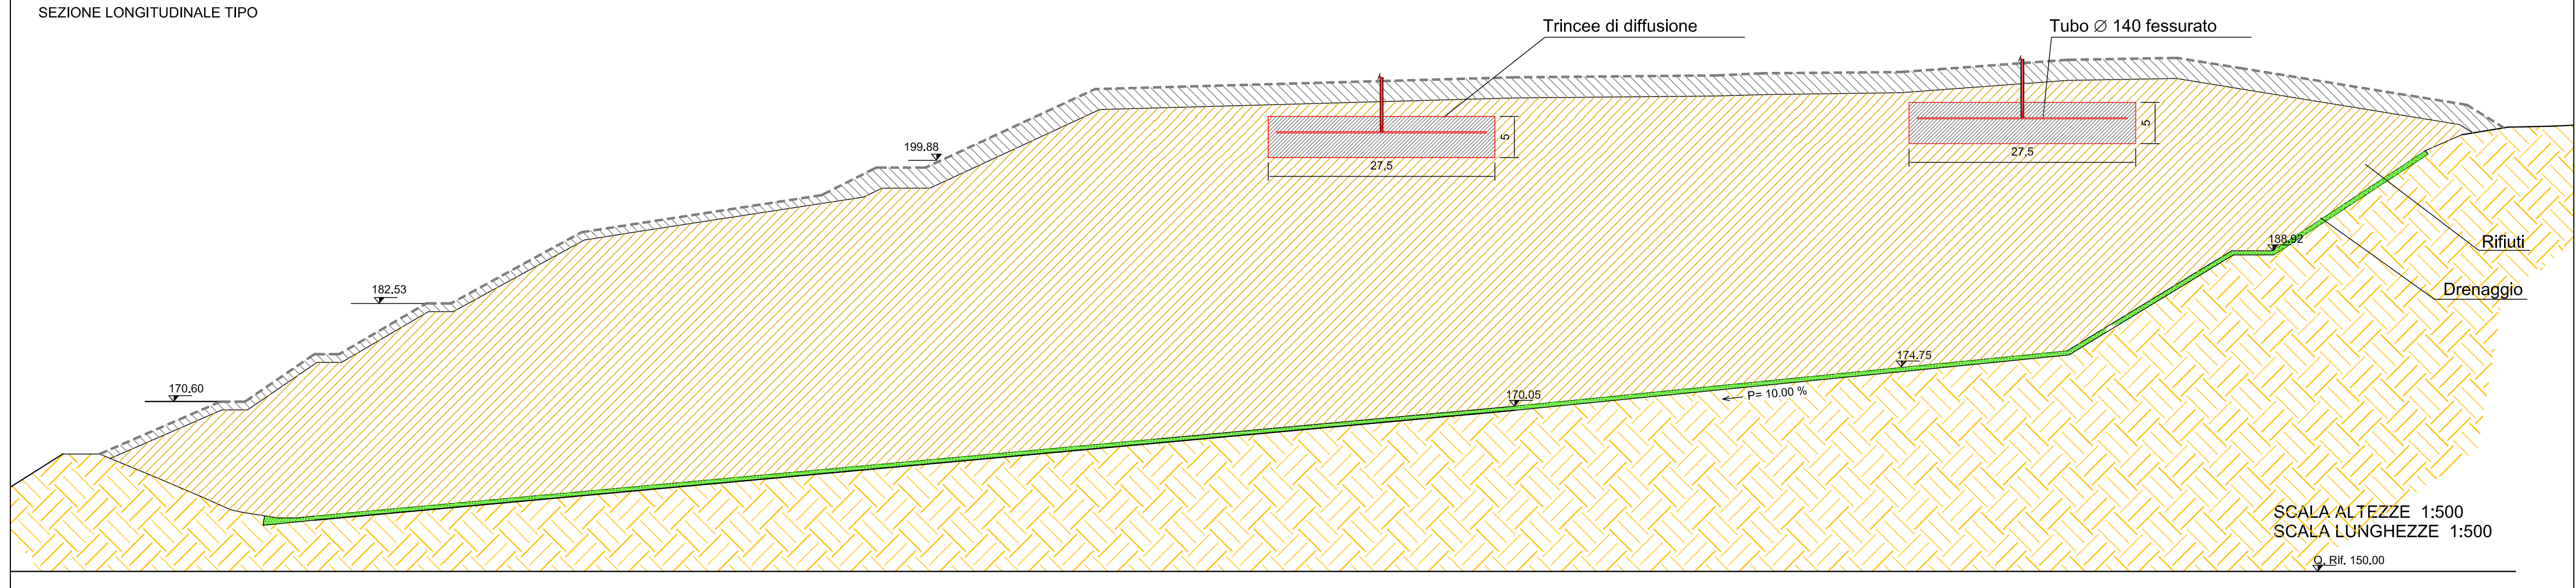 SEZIONE LONGITUDINALE TIPO
Trincee di diffusione
Tubo ∅ 140 fessurato
5
27,5
5
27,5
199.88
182.53
170.60
188.92
Rifiuti
Drenaggio
174.75
170.05
P= 10.00 %
SCALA ALTEZZE 1:500
SCALA LUNGHEZZE 1:500
Q. Rif. 150.00